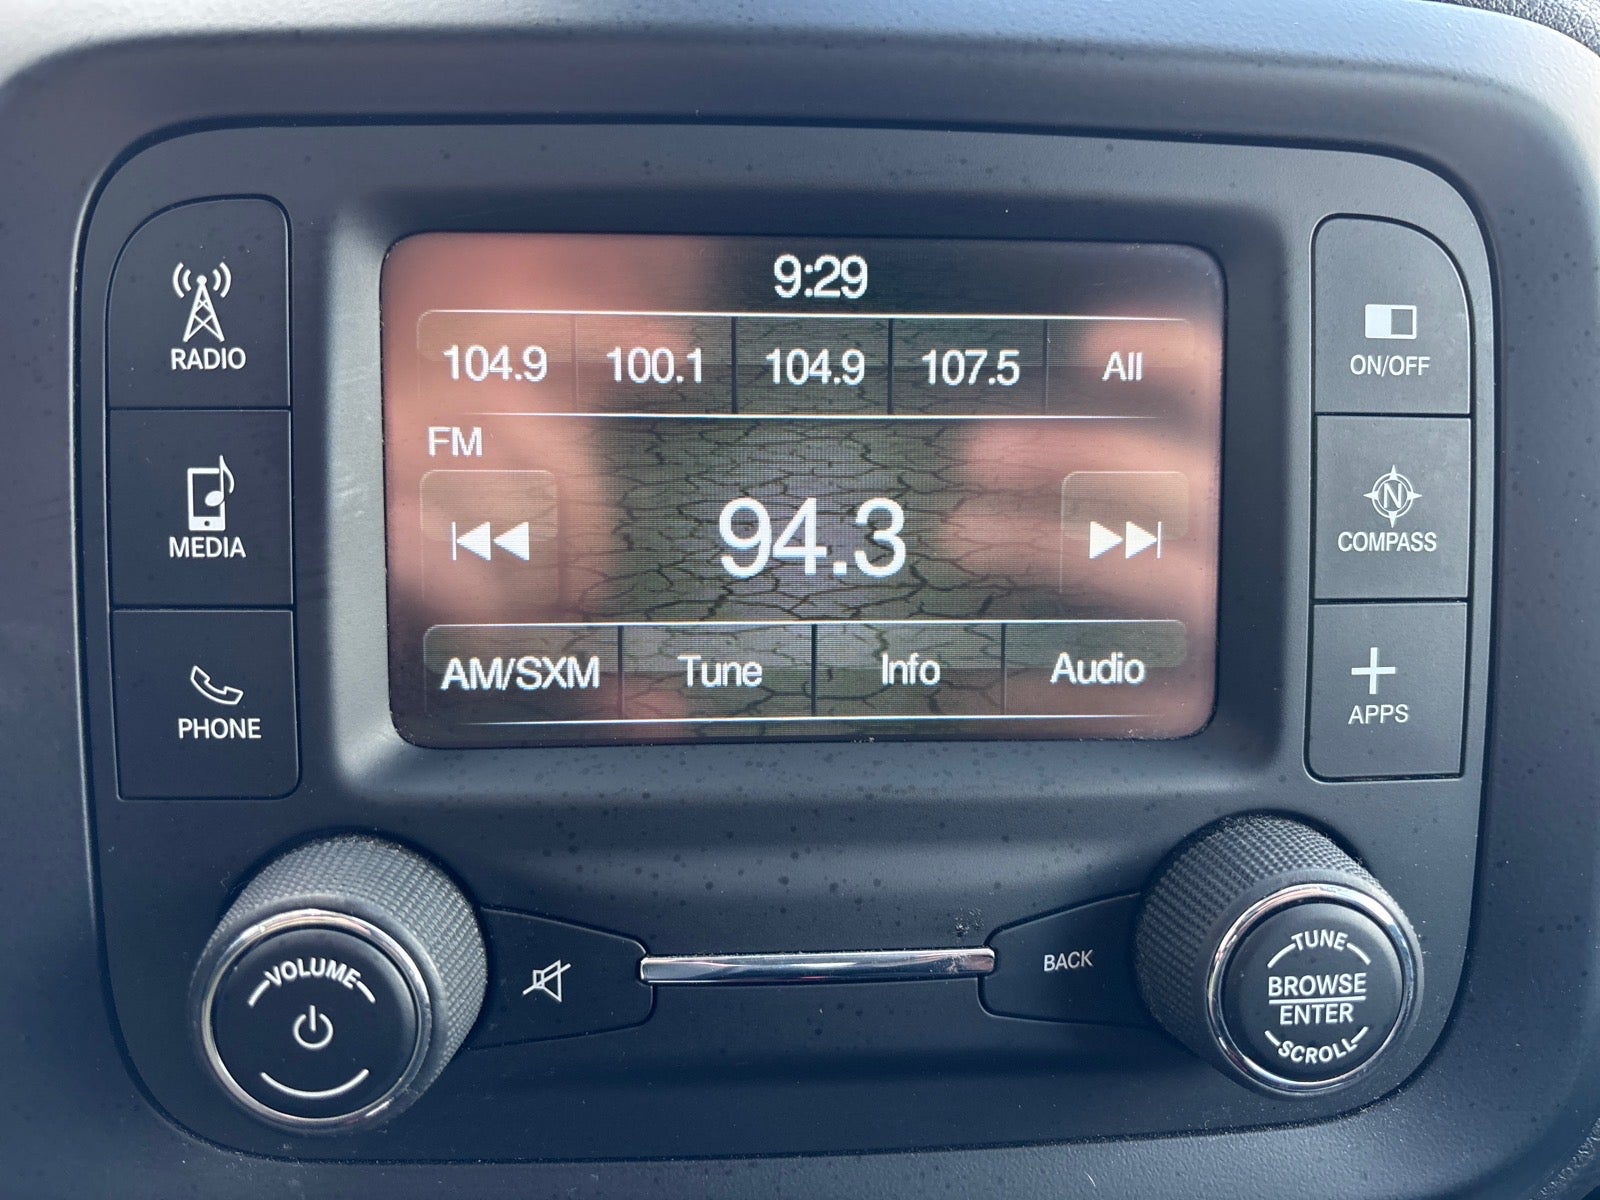 9:29
104.9 100.1 104.9 107.5 All
FM
94.3
AM/SXM Tune Info Audio
RADIO
MEDIA
PHONE
ON/OFF
N
COMPASS
APPS
VOLUME
BACK
TUNE
BROWSE
ENTER
SCROLL